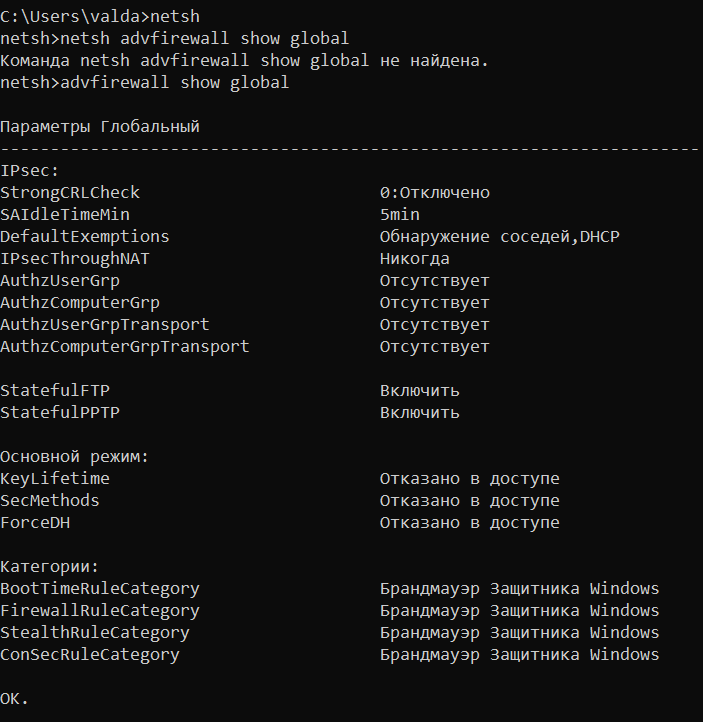 C:\Users\valda>netsh
netsh>netsh advfirewall show global
Команда netsh advfirewall show global не найдена.
netsh>advfirewall show global
Параметры Глобальный
----------------------------------------------------------------------
IPsec:
StrongCRLCheck                        0:Отключено
SAIdleTimeMin                         5min
DefaultExemptions                     Обнаружение соседей,DHCP
IPsecThroughNAT                       Никогда
AuthzUserGrp                          Отсутствует
AuthzComputerGrp                      Отсутствует
AuthzUserGrpTransport                 Отсутствует
AuthzComputerGrpTransport             Отсутствует
StatefulFTP                           Включить
StatefulPPTP                          Включить
Основной режим:
KeyLifetime                           Отказано в доступе
SecMethods                            Отказано в доступе
ForceDH                               Отказано в доступе
Категории:
BootTimeRuleCategory                  Брандмауэр Защитника Windows
FirewallRuleCategory                  Брандмауэр Защитника Windows
StealthRuleCategory                   Брандмауэр Защитника Windows
ConSecRuleCategory                    Брандмауэр Защитника Windows
ОК.